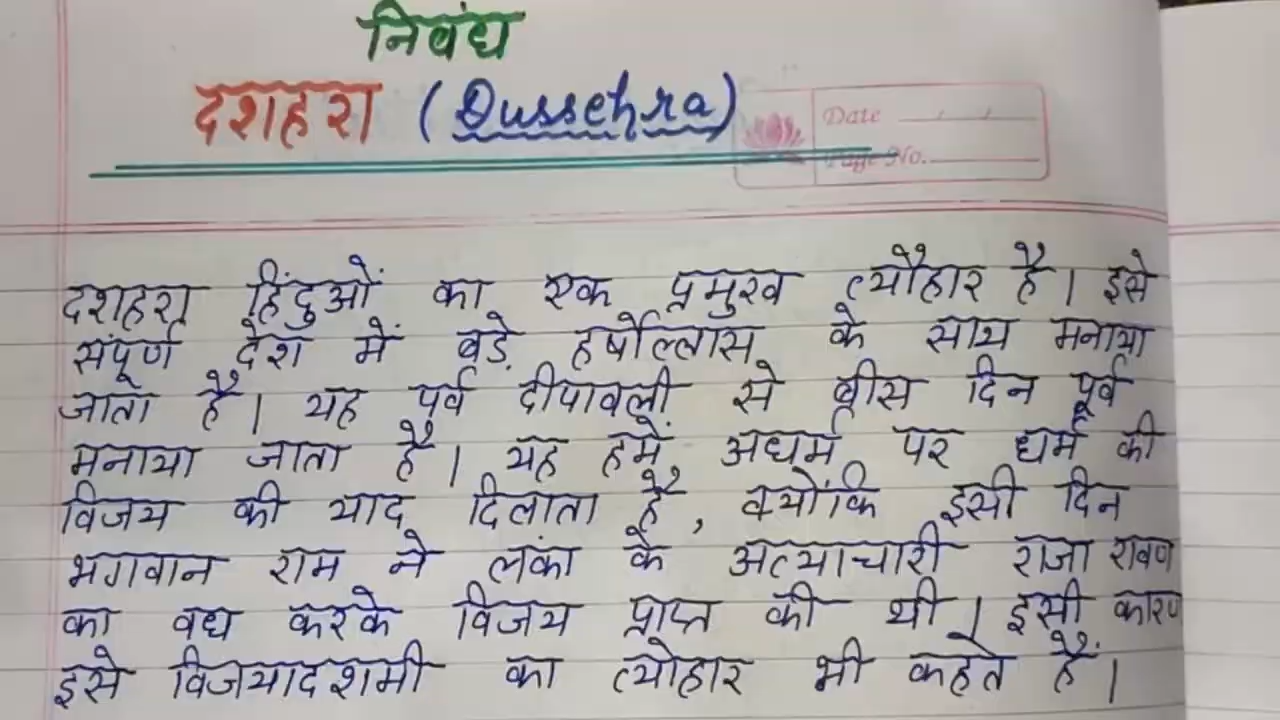 निबंध
दशहरा (Dussehra)
Date
Page No.
दशहरा हिंदुओं का एक प्रमुख त्यौहार है। इसे
संपूर्ण देश में बड़े हर्षोल्लास के साथ मनाया
जाता है। यह पर्व दीपावली से बीस दिन पूर्व
मनाया जाता है। यह हमें अधर्म पर धर्म की
विजय की याद दिलाता है, क्योंकि इसी दिन
भगवान राम ने लंका के अत्याचारी राजा रावण
का वध करके विजय प्राप्त की थी। इसी कारण
इसे विजयादशमी का त्योहार भी कहते हैं।